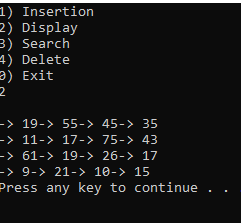 1) Insertion
2) Display
3) Search
4) Delete
0) Exit
2
-> 19-> 55-> 45-> 35
-> 11-> 17-> 75-> 43
-> 61-> 19-> 26-> 17
-> 9-> 21-> 10-> 15
Press any key to continue . .